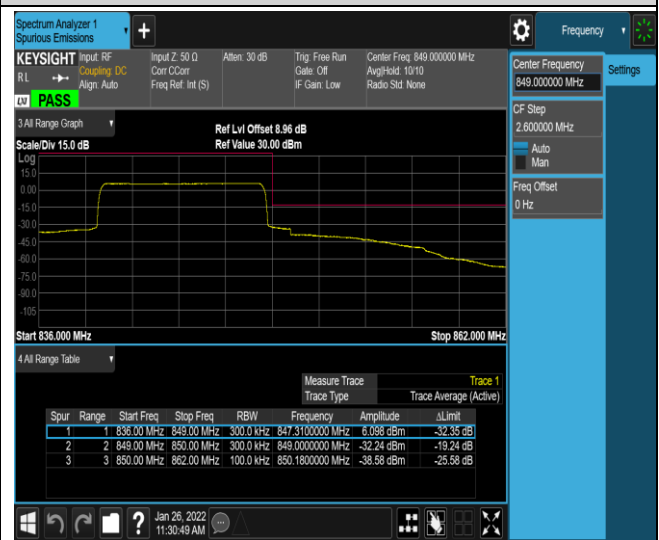 Spectrum Analyzer 1
Spurious Emissions
Frequency
KEYSIGHT
RL
PASS
Input: RF
Coupling: DC
Align: Auto
Input Z: 50 Ω
Corr CCorr
Freq Ref: Int (S)
Atten: 30 dB
Trig: Free Run
Gate: Off
IF Gain: Low
Center Freq: 849.000000 MHz
Avg|Hold: 10/10
Radio Std: None
Center Frequency
849.000000 MHz
Settings
CF Step
2.600000 MHz
Auto
Man
Freq Offset
0 Hz
3 All Range Graph
Scale/Div 15.0 dB
Ref Lvl Offset 8.96 dB
Ref Value 30.00 dBm
Log
15.0
0.00
-15.0
-30.0
-45.0
-60.0
-75.0
-90.0
-105
Start 836.000 MHz Stop 862.000 MHz
4 All Range Table
Measure Trace Trace 1
Trace Type Trace Average (Active)
Spur Range Start Freq Stop Freq RBW Frequency Amplitude ΔLimit
1 1 836.00 MHz 849.00 MHz 300.0 kHz 847.3100000 MHz 6.098 dBm -32.35 dB
2 2 849.00 MHz 850.00 MHz 300.0 kHz 849.0000000 MHz -32.24 dBm -19.24 dB
3 3 850.00 MHz 862.00 MHz 100.0 kHz 850.1800000 MHz -38.58 dBm -25.58 dB
Jan 26, 2022
11:30:49 AM